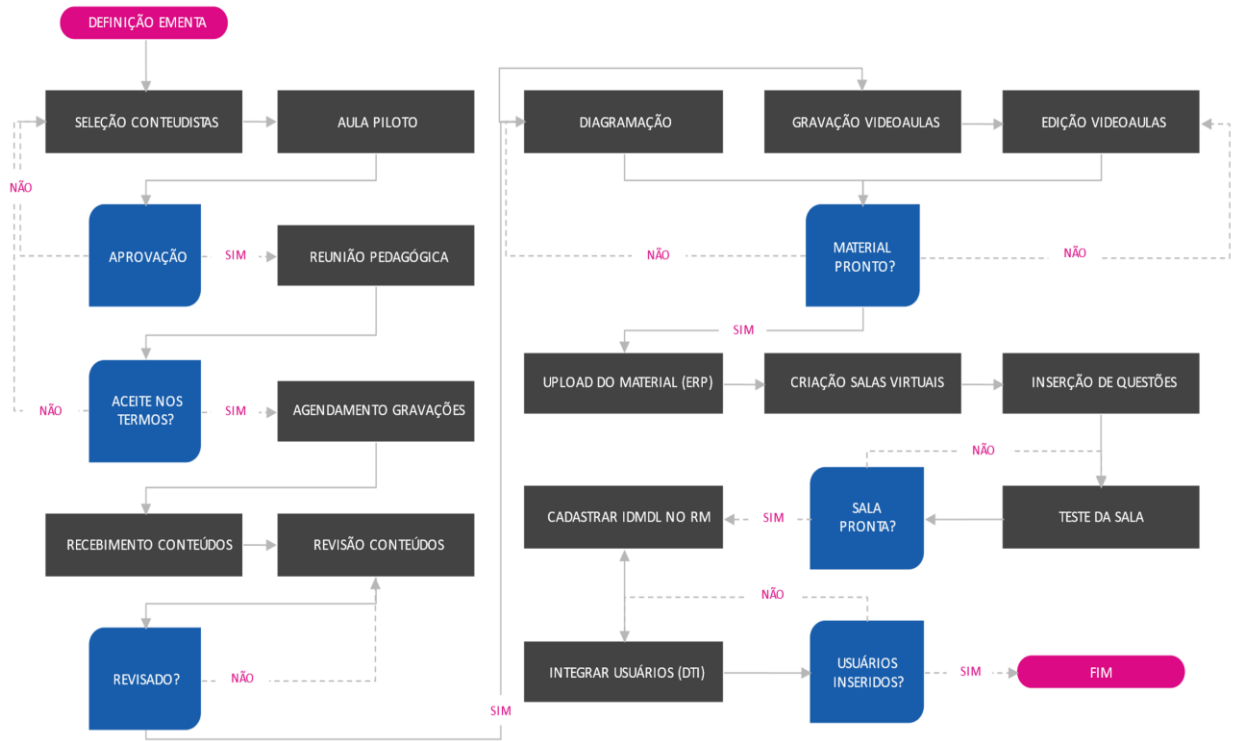 DEFINIÇÃO EMENTA
SELEÇÃO CONTEUDISTAS
AULA PILOTO
NÃO
APROVAÇÃO
SIM
REUNIÃO PEDAGÓGICA
NÃO
ACEITE NOS
TERMOS?
SIM
AGENDAMENTO GRAVAÇÕES
RECEBIMENTO CONTEÚDOS
REVISÃO CONTEÚDOS
REVISADO?
NÃO
SIM
DIAGRAMAÇÃO
GRAVAÇÃO VIDEOAULAS
EDIÇÃO VIDEOAULAS
NÃO
MATERIAL
PRONTO?
NÃO
SIM
UPLOAD DO MATERIAL (ERP)
CRIAÇÃO SALAS VIRTUAIS
INSERÇÃO DE QUESTÕES
NÃO
CADASTRAR IDMDL NO RM
SIM
SALA
PRONTA?
TESTE DA SALA
NÃO
INTEGRAR USUÁRIOS (DTI)
USUÁRIOS
INSERIDOS?
SIM
FIM